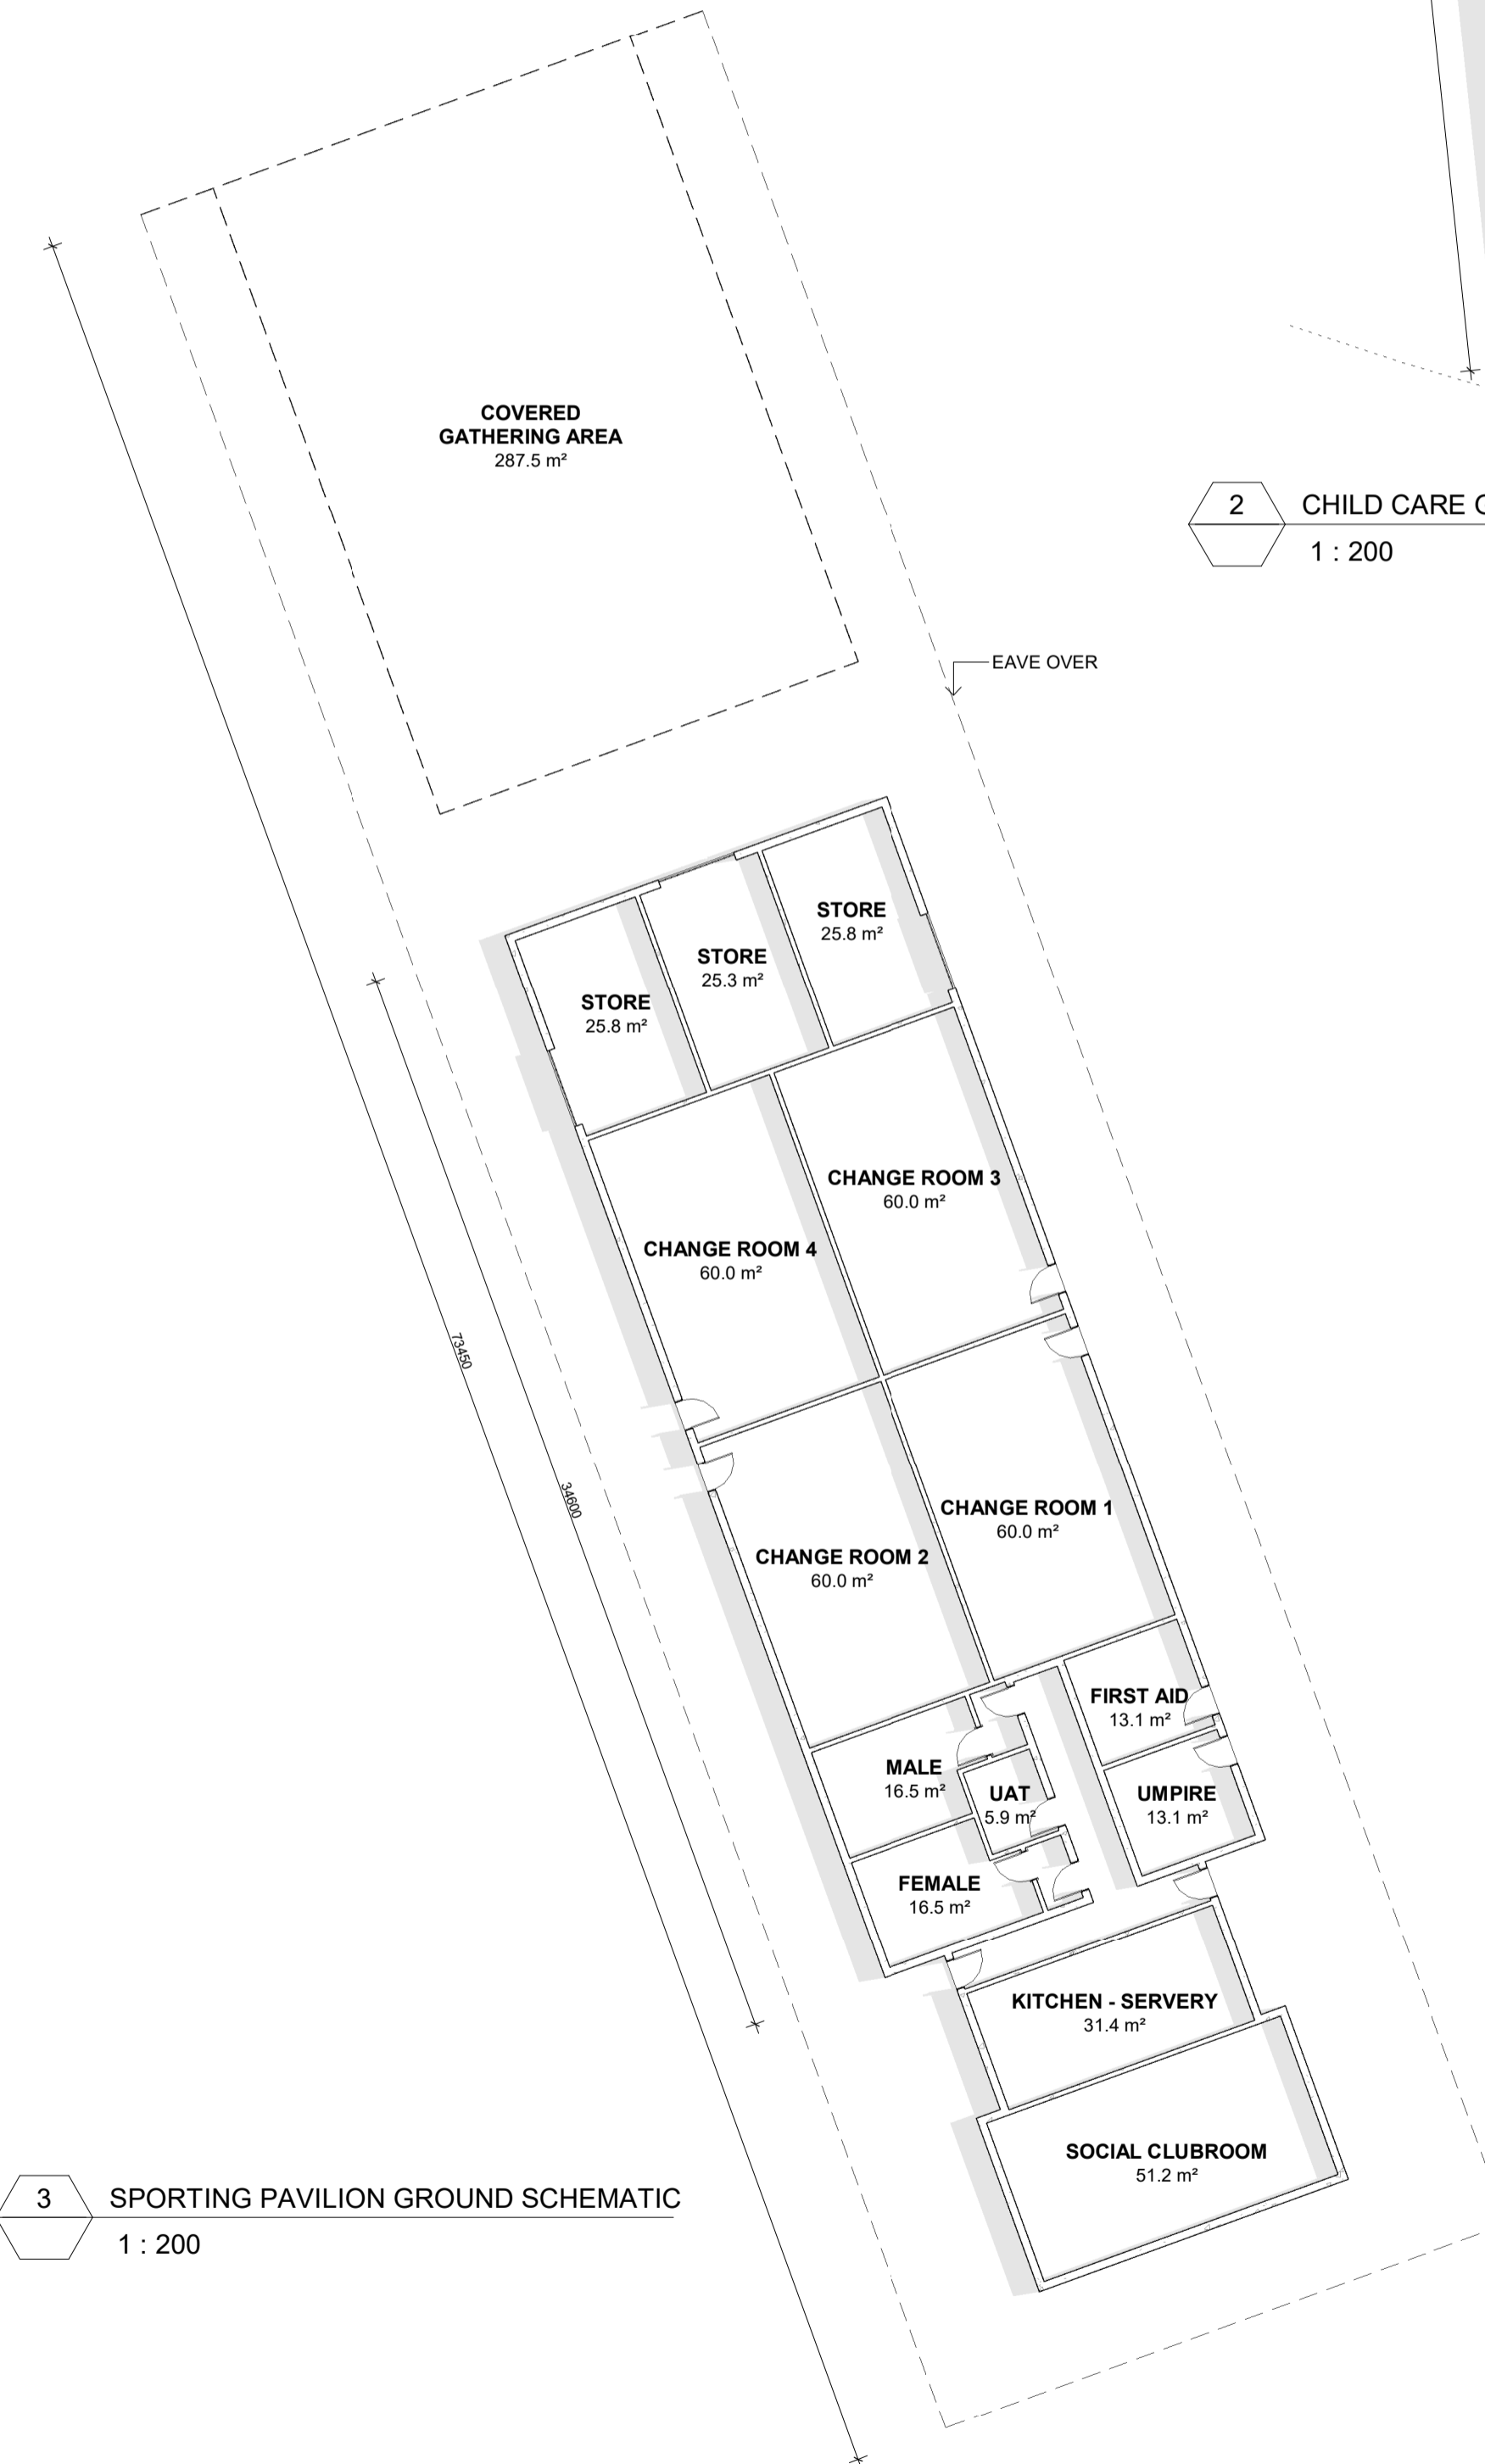 COVERED
GATHERING AREA
287.5 m²
2
CHILD CARE
1 : 200
EAVE OVER
STORE
25.8 m²
STORE
25.3 m²
STORE
25.8 m²
CHANGE ROOM 3
60.0 m²
CHANGE ROOM 4
60.0 m²
73450
34600
CHANGE ROOM 1
60.0 m²
CHANGE ROOM 2
60.0 m²
FIRST AID
13.1 m²
MALE
16.5 m²
UAT
5.9 m²
UMPIRE
13.1 m²
FEMALE
16.5 m²
KITCHEN - SERVERY
31.4 m²
SOCIAL CLUBROOM
51.2 m²
3
SPORTING PAVILION GROUND SCHEMATIC
1 : 200